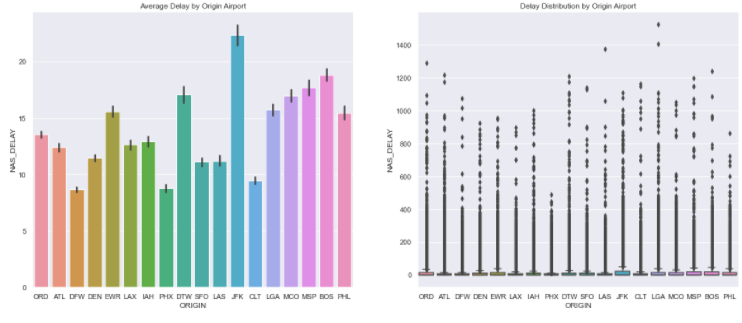 Average Delay by Origin Airport
NAS_DELAY
20
15
10
5
0
ORD ATL DFW DEN EWR LAX IAH PHX DTW SFO LAS JFK CLT LGA MCO MSP BOS PHL
ORIGIN
Delay Distribution by Origin Airport
NAS_DELAY
1400
1200
1000
800
600
400
200
0
ORD ATL DFW DEN EWR LAX IAH PHX DTW SFO LAS JFK CLT LGA MCO MSP BOS PHL
ORIGIN